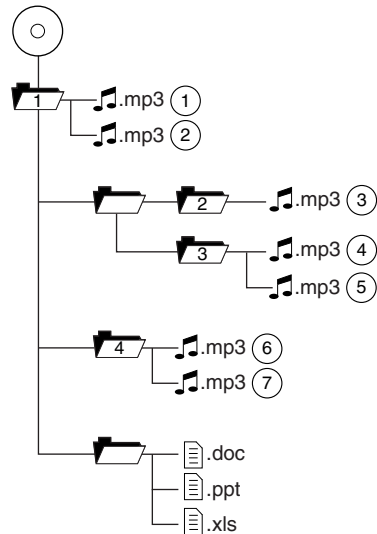 1 .mp3 1
.mp3 2
2 .mp3 3
3 .mp3 4
.mp3 5
4 .mp3 6
.mp3 7
.doc
.ppt
.xls